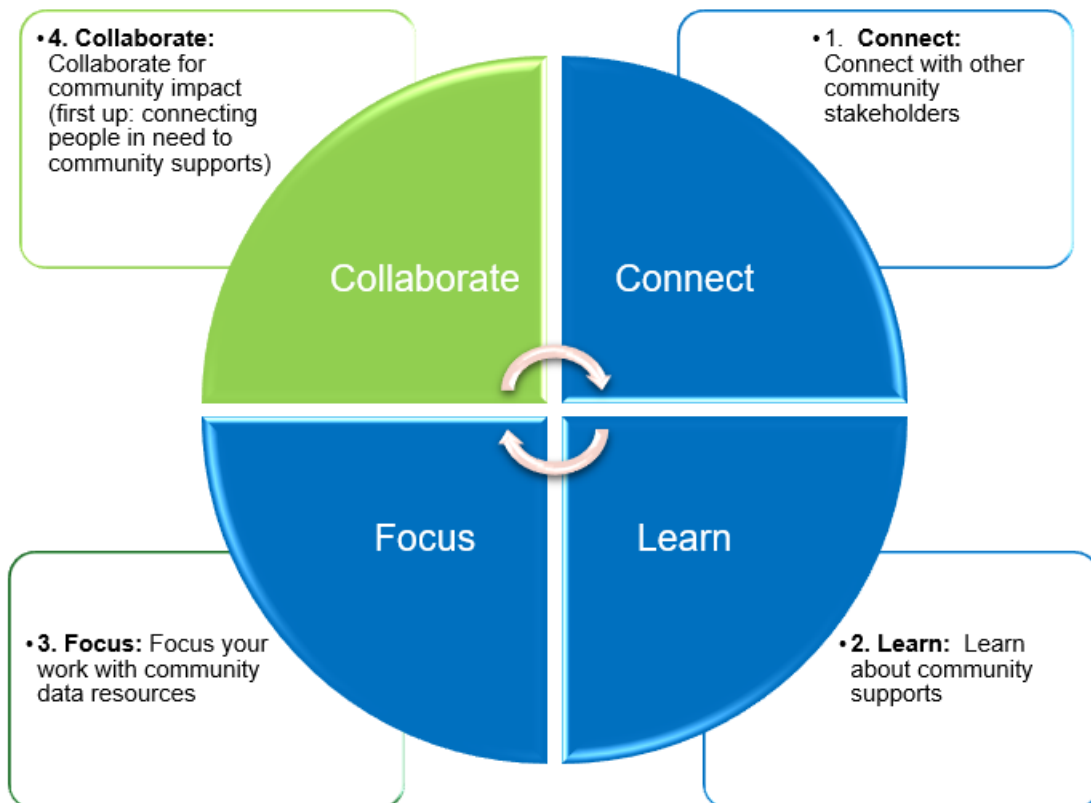 • 4. Collaborate:
Collaborate for
community impact
(first up: connecting
people in need to
community supports)
• 1. Connect:
Connect with other
community
stakeholders
Collaborate
Connect
Focus
Learn
• 3. Focus: Focus your
work with community
data resources
• 2. Learn: Learn
about community
supports